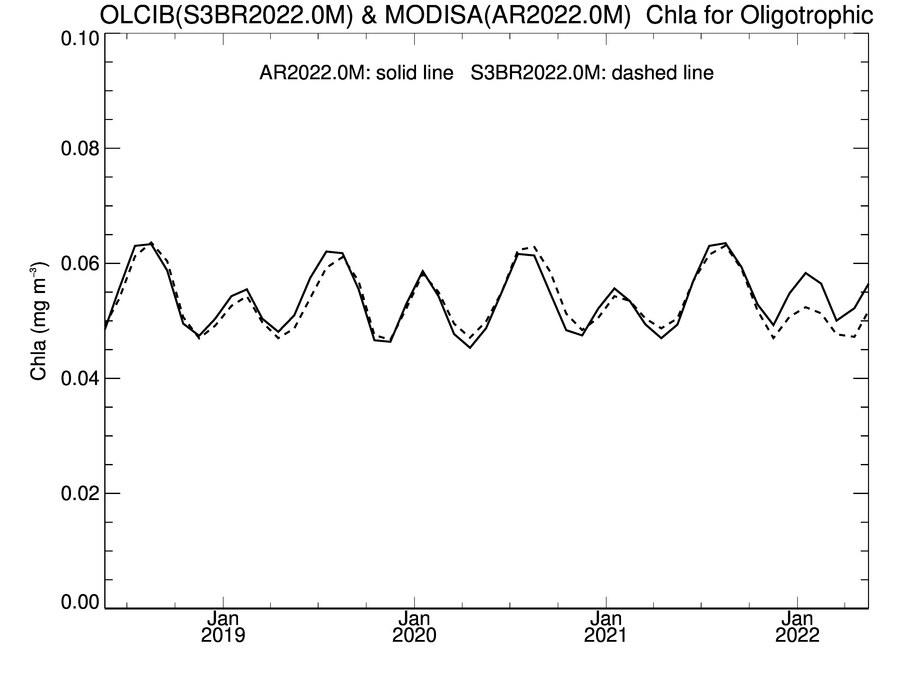 OLCIB(S3BR2022.0M) & MODISA(AR2022.0M)  Chla for Oligotrophic
AR2022.0M: solid line   S3BR2022.0M: dashed line
Chla (mg m⁻³)
0.10
0.08
0.06
0.04
0.02
0.00
Jan 2019
Jan 2020
Jan 2021
Jan 2022